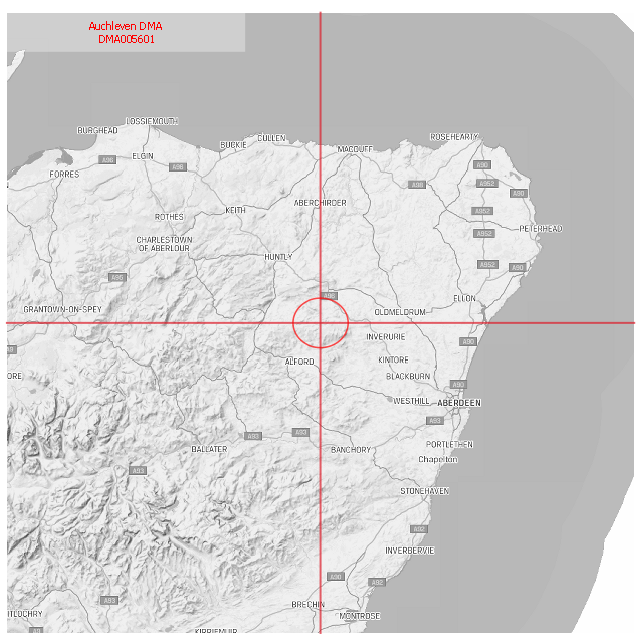 Auchleven DMA
DMA005601
LOSSIEMOUTH
BURGHEAD
CULLEN
ROSEHEARTY
BUCKIE
MACDUFF
ELGIN
A96
A98
A90
FORRES
A98
A952
A90
ABERCHIRDER
KEITH
A952
ROTHES
PETERHEAD
A952
CHARLESTOWN
OF ABERLOUR
HUNTLY
A952
A90
A96
A96
ELLON
GRANTOWN-ON-SPEY
OLDMELDRUM
INVERURIE
A90
ALFORD
KINTORE
ORE
BLACKBURN
A90
WESTHILL
ABERDEEN
A93
A93
A93
PORTLETHEN
BALLATER
BANCHORY
Chapelton
A93
STONEHAVEN
A92
INVERBERVIE
A90
A92
A93
BRECHIN
ITLOCHRY
MONTROSE
KIRRIEMUIR